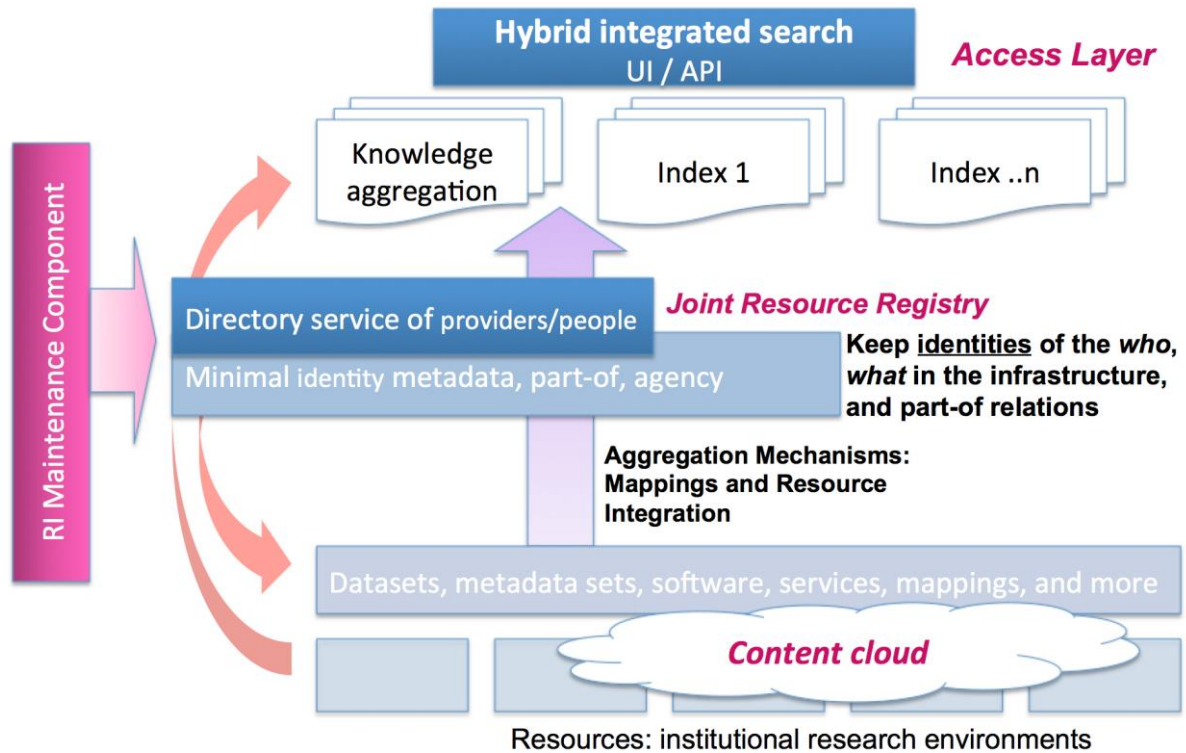 Hybrid integrated search
UI / API
Access Layer
Knowledge
aggregation
Index 1
Index ..n
RI Maintenance Component
Directory service of providers/people
Joint Resource Registry
Minimal identity metadata, part-of, agency
Keep identities of the who,
what in the infrastructure,
and part-of relations
Aggregation Mechanisms:
Mappings and Resource
Integration
Datasets, metadata sets, software, services, mappings, and more
Content cloud
Resources: institutional research environments